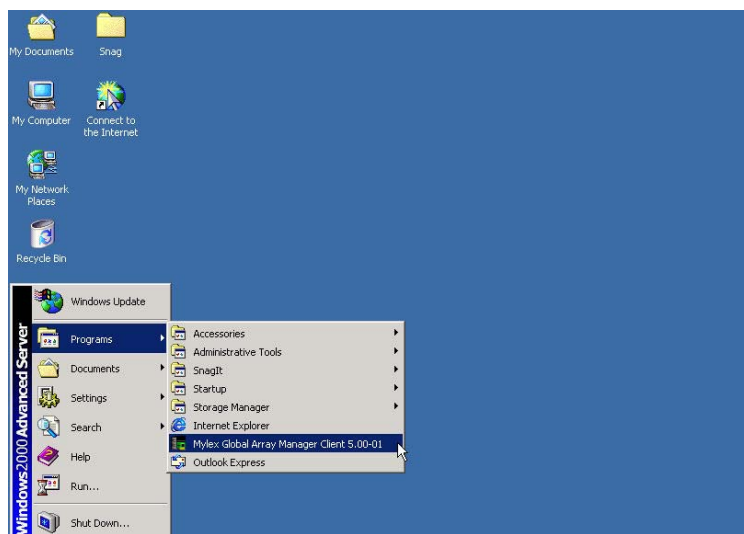 My Documents
Snag
My Computer
Connect to
the Internet
My Network
Places
Recycle Bin
Windows 2000 Advanced Server
Windows Update
Programs
Documents
Settings
Search
Help
Run...
Shut Down...
Accessories
Administrative Tools
SnagIt
Startup
Storage Manager
Internet Explorer
Mylex Global Array Manager Client 5.00-01
Outlook Express